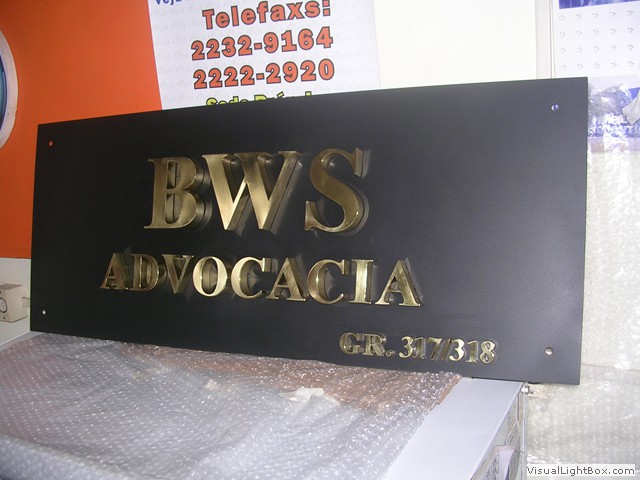 Telefaxs:
2232-9164
2222-2920
BWS
ADVOCACIA
GR. 317/318
VisualLightBox.com